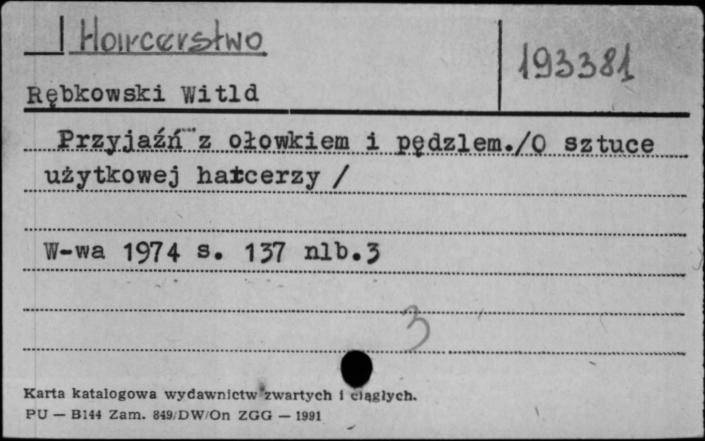 Harcerstwo
193381
Rębkowski Witld
Przyjaźń z ołowkiem i pędzlem./O sztuce
użytkowej harcerzy /
W-wa 1974 s. 137 nlb.3
3
Karta katalogowa wydawnictw zwartych i ciągłych.
PU — B144 Zam. 849/DW/On ZGG — 1991